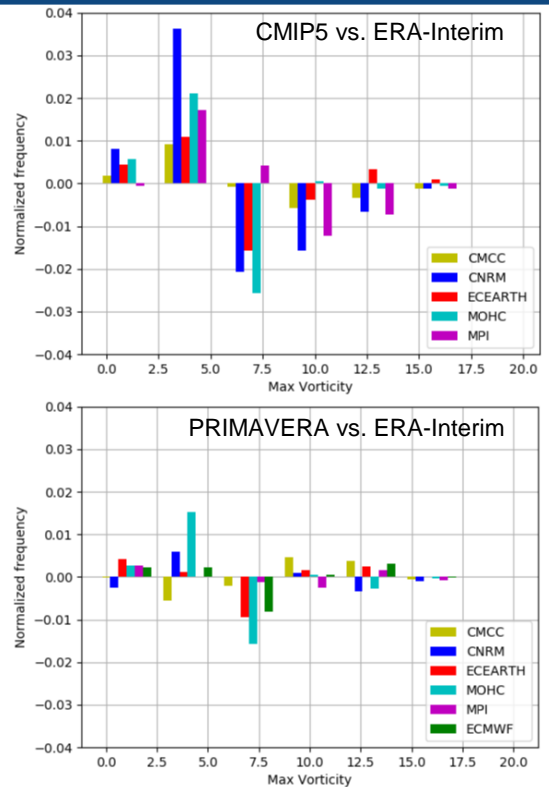 CMIP5 vs. ERA-Interim
0.04
0.03
0.02
0.01
0.00
−0.01
−0.02
−0.03
−0.04
Normalized frequency
CMCC
CNRM
ECEARTH
MOHC
MPI
0.0 2.5 5.0 7.5 10.0 12.5 15.0 17.5 20.0
Max Vorticity
PRIMAVERA vs. ERA-Interim
0.04
0.03
0.02
0.01
0.00
−0.01
−0.02
−0.03
−0.04
Normalized frequency
CMCC
CNRM
ECEARTH
MOHC
MPI
ECMWF
0.0 2.5 5.0 7.5 10.0 12.5 15.0 17.5 20.0
Max Vorticity